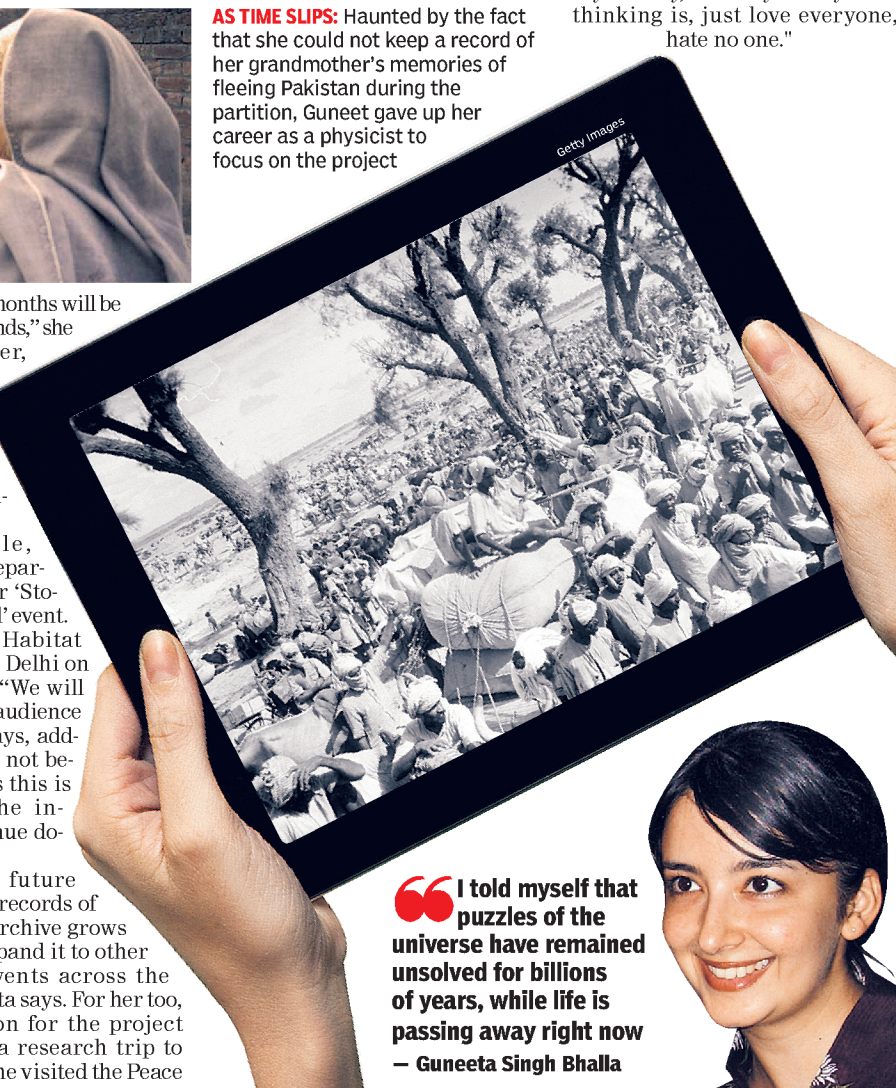 thinking is, just love everyone,
hate no one."
AS TIME SLIPS: Haunted by the fact
that she could not keep a record of
her grandmother's memories of
fleeing Pakistan during the
partition, Guneet gave up her
career as a physicist to
focus on the project
Getty Images
months will be
nds," she
er,
le,
epar-
r 'Sto-
l' event.
Habitat
Delhi on
"We will
audience
ays, add-
not be-
s this is
he in-
nue do-
future
records of
archive grows
pand it to other
vents across the
ta says. For her too,
on for the project
a research trip to
he visited the Peace
I told myself that
puzzles of the
universe have remained
unsolved for billions
of years, while life is
passing away right now
— Guneeta Singh Bhalla